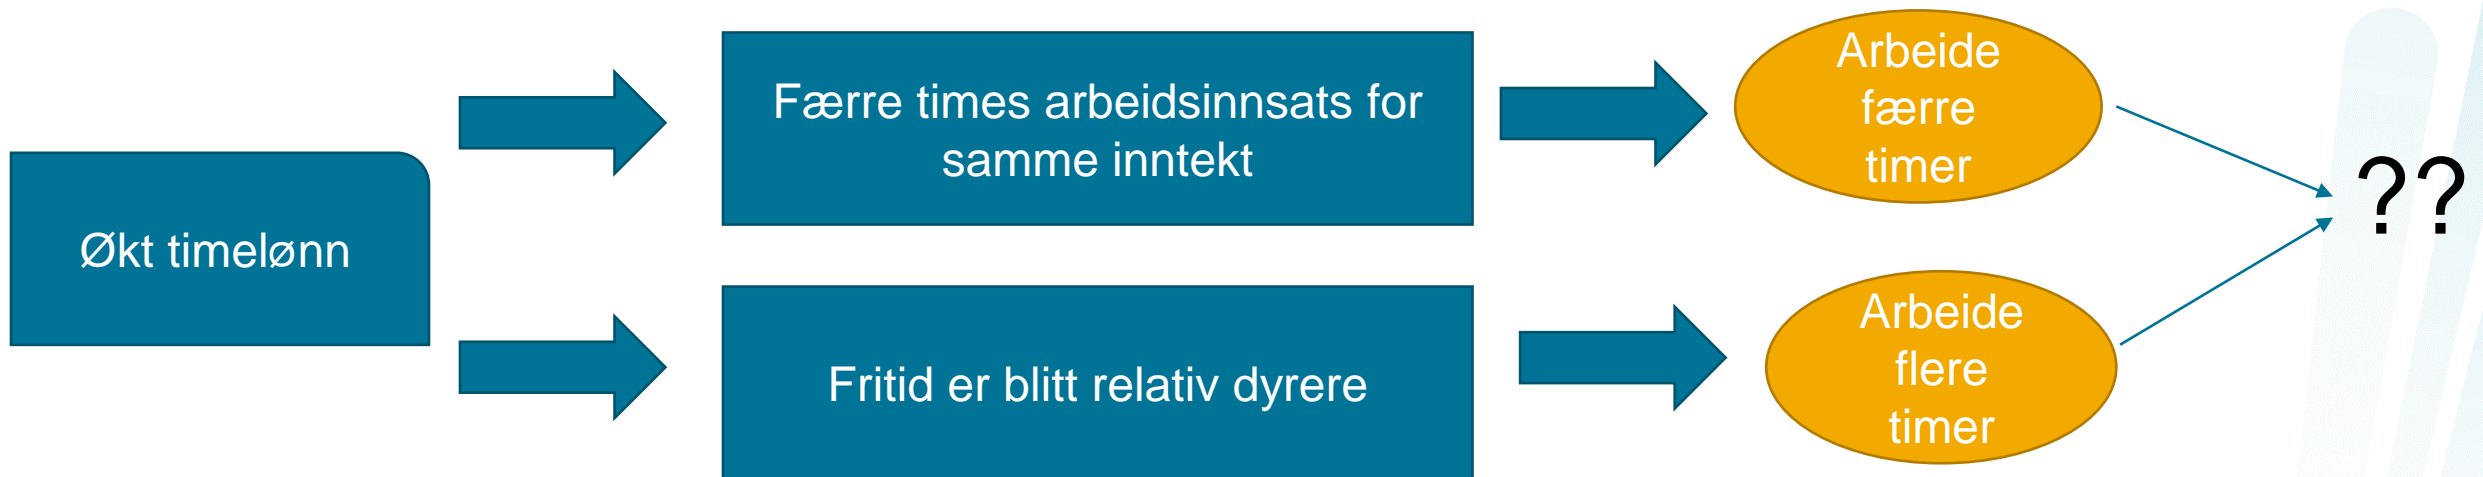 Økt timelønn
Færre times arbeidsinnsats for
samme inntekt
Arbeide
færre
timer
Fritid er blitt relativ dyrere
Arbeide
flere
timer
??